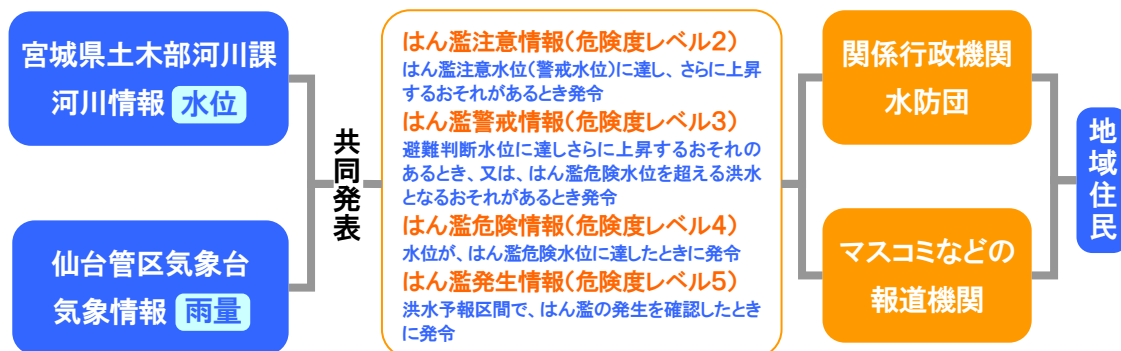 宮城県土木部河川課
河川情報 水位
仙台管区気象台
気象情報 雨量
共同発表
はん濫注意情報(危険度レベル2)
はん濫注意水位(警戒水位)に達し、さらに上昇
するおそれがあるとき発令
はん濫警戒情報(危険度レベル3)
避難判断水位に達しさらに上昇するおそれの
あるとき、又は、はん濫危険水位を超える洪水
となるおそれがあるとき発令
はん濫危険情報(危険度レベル4)
水位が、はん濫危険水位に達したときに発令
はん濫発生情報(危険度レベル5)
洪水予報区間で、はん濫の発生を確認したとき
に発令
関係行政機関
水防団
マスコミなどの
報道機関
地域住民